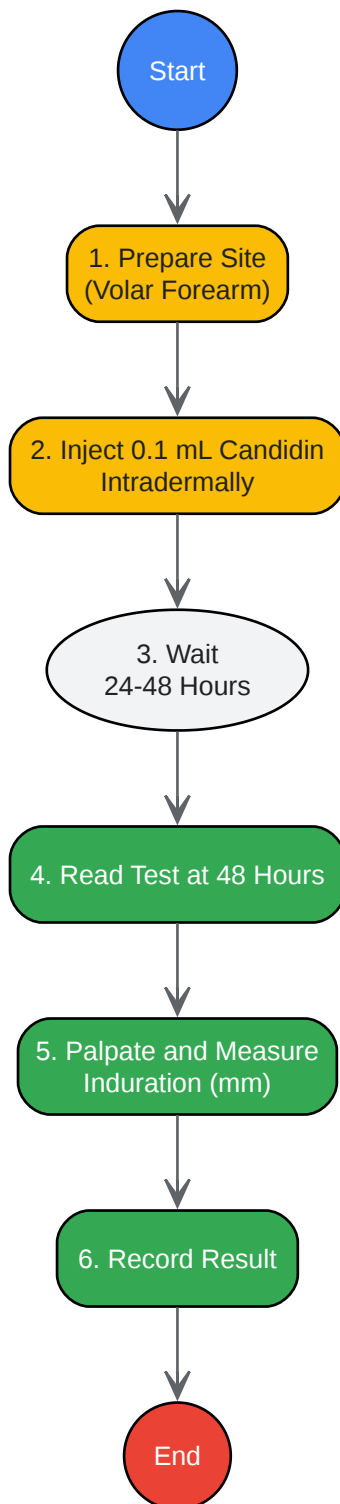 Start
1. Prepare Site
(Volar Forearm)
2. Inject 0.1 mL Candidin
Intradermally
3. Wait
24-48 Hours
4. Read Test at 48 Hours
5. Palpate and Measure
Induration (mm)
6. Record Result
End